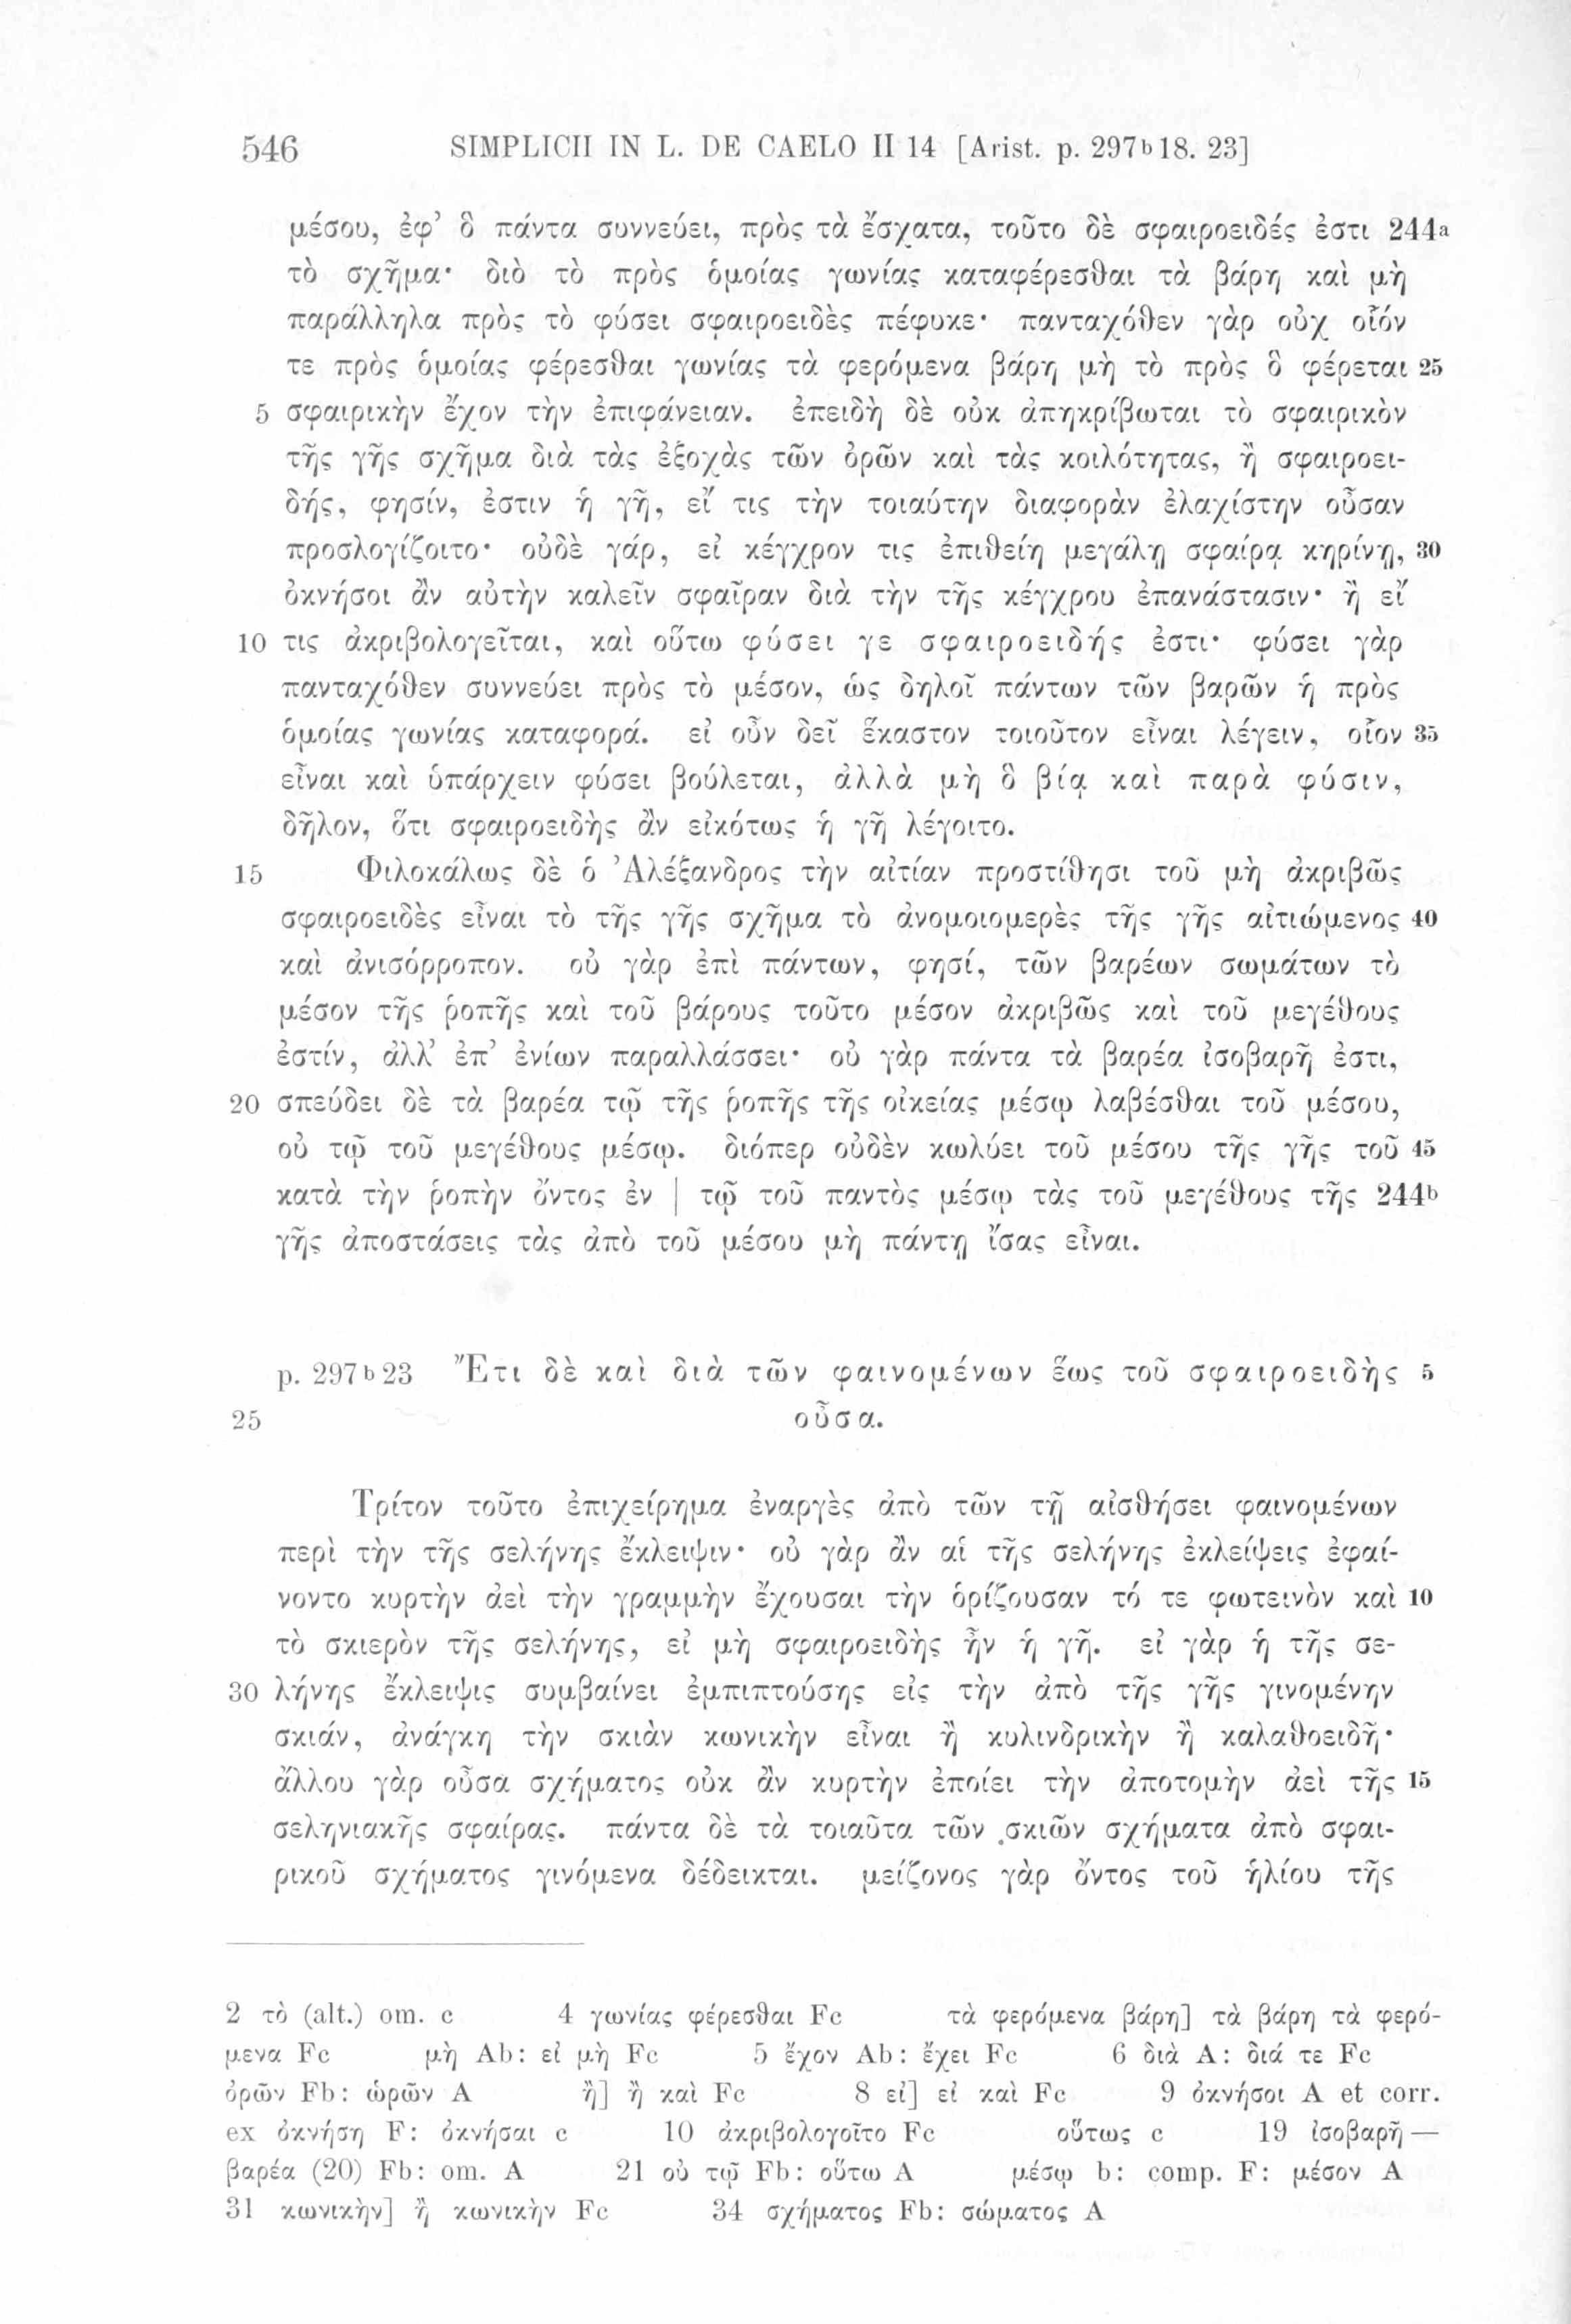 546 SIMPLICII IN L. DE CAELO II 14 [Arist. p. 297b18. 23]
μέσου, ἐφ’ ὃ πάντα συννεύει, πρὸς τὰ ἔσχατα, τοῦτο δὲ σφαιροειδές ἐστι 244a
τὸ σχῆμα· διὸ τὸ πρὸς ὁμοίας γωνίας καταφέρεσθαι τὰ βάρη καὶ μὴ
παράλληλα πρὸς τὸ φύσει σφαιροειδὲς πέφυκε· πανταχόθεν γὰρ οὐχ οἷόν
τε πρὸς ὁμοίας φέρεσθαι γωνίας τὰ φερόμενα βάρη μὴ τὸ πρὸς ὃ φέρεται 25
5 σφαιρικὴν ἔχον τὴν ἐπιφάνειαν. ἐπειδὴ δὲ οὐκ ἀπηκρίβωται τὸ σφαιρικὸν
τῆς γῆς σχῆμα διὰ τὰς ἐξοχὰς τῶν ὀρῶν καὶ τὰς κοιλότητας, ἢ σφαιροει-
δής, φησίν, ἐστιν ἡ γῆ, εἴ τις τὴν τοιαύτην διαφορὰν ἐλαχίστην οὖσαν
προσλογίζοιτο· οὐδὲ γάρ, εἰ κέγχρον τις ἐπιθείη μεγάλῃ σφαίρᾳ κηρίνῃ, 30
ὀκνήσοι ἂν αὐτὴν καλεῖν σφαῖραν διὰ τὴν τῆς κέγχρου ἐπανάστασιν· ἢ εἴ
10 τις ἀκριβολογεῖται, καὶ οὕτω φύσει γε σφαιροειδής ἐστι· φύσει γὰρ
πανταχόθεν συννεύει πρὸς τὸ μέσον, ὡς δηλοῖ πάντων τῶν βαρῶν ἡ πρὸς
ὁμοίας γωνίας καταφορά. εἰ οὖν δεῖ ἕκαστον τοιοῦτον εἶναι λέγειν, οἷον 35
εἶναι καὶ ὑπάρχειν φύσει βούλεται, ἀλλὰ μὴ ὃ βίᾳ καὶ παρὰ φύσιν,
δῆλον, ὅτι σφαιροειδὴς ἂν εἰκότως ἡ γῆ λέγοιτο.
15 Φιλοκάλως δὲ ὁ Ἀλέξανδρος τὴν αἰτίαν προστίθησι τοῦ μὴ ἀκριβῶς
σφαιροειδὲς εἶναι τὸ τῆς γῆς σχῆμα τὸ ἀνομοιομερὲς τῆς γῆς αἰτιώμενος 40
καὶ ἀνισόρροπον. οὐ γὰρ ἐπὶ πάντων, φησί, τῶν βαρέων σωμάτων τὸ
μέσον τῆς ῥοπῆς καὶ τοῦ βάρους τοῦτο μέσον ἀκριβῶς καὶ τοῦ μεγέθους
ἐστίν, ἀλλ’ ἐπ’ ἐνίων παραλλάσσει· οὐ γὰρ πάντα τὰ βαρέα ἰσοβαρῆ ἐστι,
20 σπεύδει δὲ τὰ βαρέα τῷ τῆς ῥοπῆς τῆς οἰκείας μέσῳ λαβέσθαι τοῦ μέσου,
οὐ τῷ τοῦ μεγέθους μέσῳ. διόπερ οὐδὲν κωλύει τοῦ μέσου τῆς γῆς τοῦ 45
κατὰ τὴν ῥοπὴν ὄντος ἐν | τῷ τοῦ παντὸς μέσῳ τὰς τοῦ μεγέθους τῆς 244b
γῆς ἀποστάσεις τὰς ἀπὸ τοῦ μέσου μὴ πάντῃ ἴσας εἶναι.
p. 297b23 Ἔτι δὲ καὶ διὰ τῶν φαινομένων ἕως τοῦ σφαιροειδὴς 5
25 οὖσα.
Τρίτον τοῦτο ἐπιχείρημα ἐναργὲς ἀπὸ τῶν τῇ αἰσθήσει φαινομένων
περὶ τὴν τῆς σελήνης ἔκλειψιν· οὐ γὰρ ἂν αἱ τῆς σελήνης ἐκλείψεις ἐφαί-
νοντο κυρτὴν ἀεὶ τὴν γραμμὴν ἔχουσαι τὴν ὁρίζουσαν τό τε φωτεινὸν καὶ 10
τὸ σκιερὸν τῆς σελήνης, εἰ μὴ σφαιροειδὴς ἦν ἡ γῆ. εἰ γὰρ ἡ τῆς σε-
30 λήνης ἔκλειψις συμβαίνει ἐμπιπτούσης εἰς τὴν ἀπὸ τῆς γῆς γινομένην
σκιάν, ἀνάγκη τὴν σκιὰν κωνικὴν εἶναι ἢ κυλινδρικὴν ἢ καλαθοειδῆ·
ἄλλου γὰρ οὖσα σχήματος οὐκ ἂν κυρτὴν ἐποίει τὴν ἀποτομὴν ἀεὶ τῆς 15
σεληνιακῆς σφαίρας. πάντα δὲ τὰ τοιαῦτα τῶν σκιῶν σχήματα ἀπὸ σφαι-
ρικοῦ σχήματος γινόμενα δέδεικται. μείζονος γὰρ ὄντος τοῦ ἡλίου τῆς
2 τὸ (alt.) om. c 4 γωνίας φέρεσθαι Fc τὰ φερόμενα βάρη] τὰ βάρη τὰ φερό-
μενα Fc μὴ Ab: εἰ μὴ Fc 5 ἔχον Ab: ἔχει Fc 6 διὰ A: διά τε Fc
ὀρῶν Fb: ὡρῶν A ἢ] ἢ καὶ Fc 8 εἰ] εἰ καὶ Fc 9 ὀκνήσοι A et corr.
ex ὀκνήση F: ὀκνήσαι c 10 ἀκριβολογοῖτο Fc οὕτως c 19 ἰσοβαρῆ—
βαρέα (20) Fb: om. A 21 οὐ τῷ Fb: οὕτω A μέσῳ b: comp. F: μέσον A
31 κωνικὴν] ἢ κωνικὴν Fc 34 σχήματος Fb: σώματος A